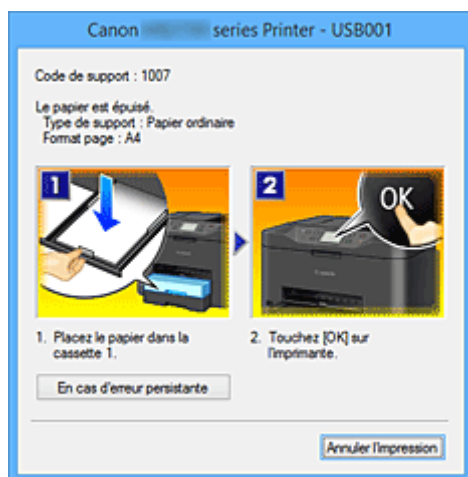 Canon series Printer - USB001
Code de support : 1007
Le papier est épuisé.
Type de support : Papier ordinaire
Format page : A4
1
2
OK
1. Placez le papier dans la
cassette 1.
2. Touchez [OK] sur
l'imprimante.
En cas d'erreur persistante
Annuler l'impression